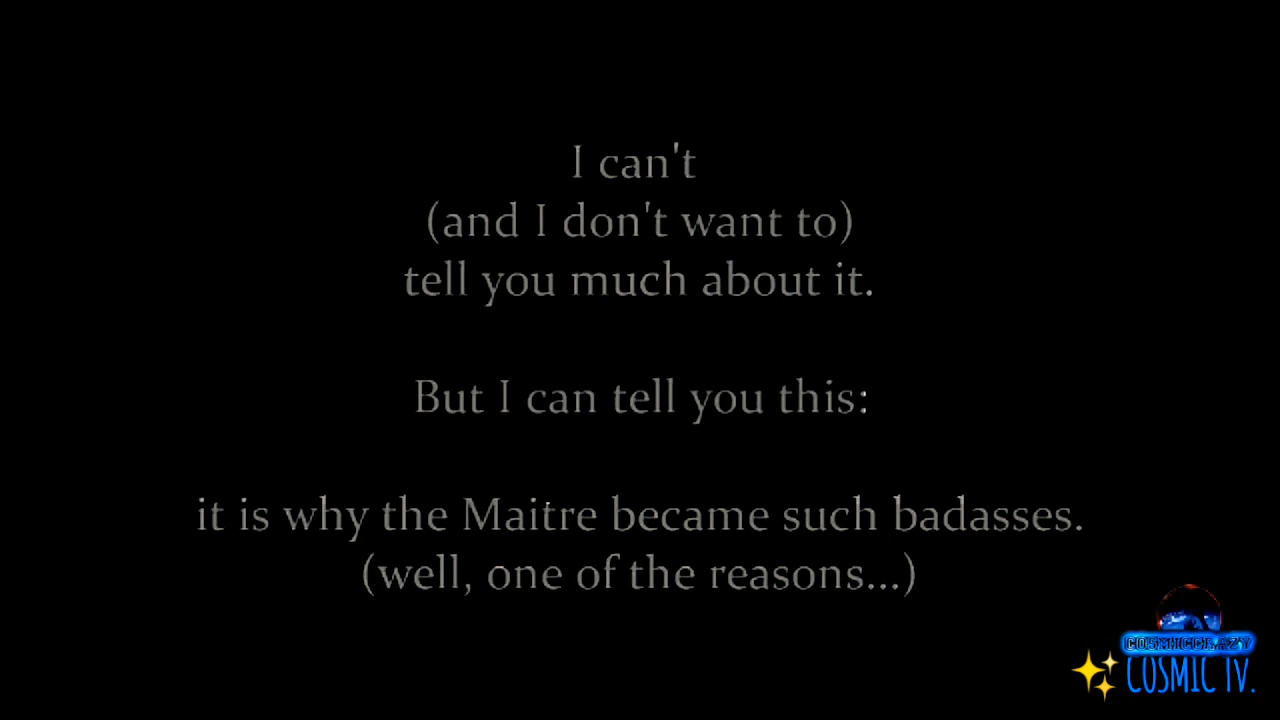 I can't
(and I don't want to)
tell you much about it.
But I can tell you this:
it is why the Maitre became such badasses.
(well, one of the reasons...)
COSMICCRAZY
COSMIC TV.